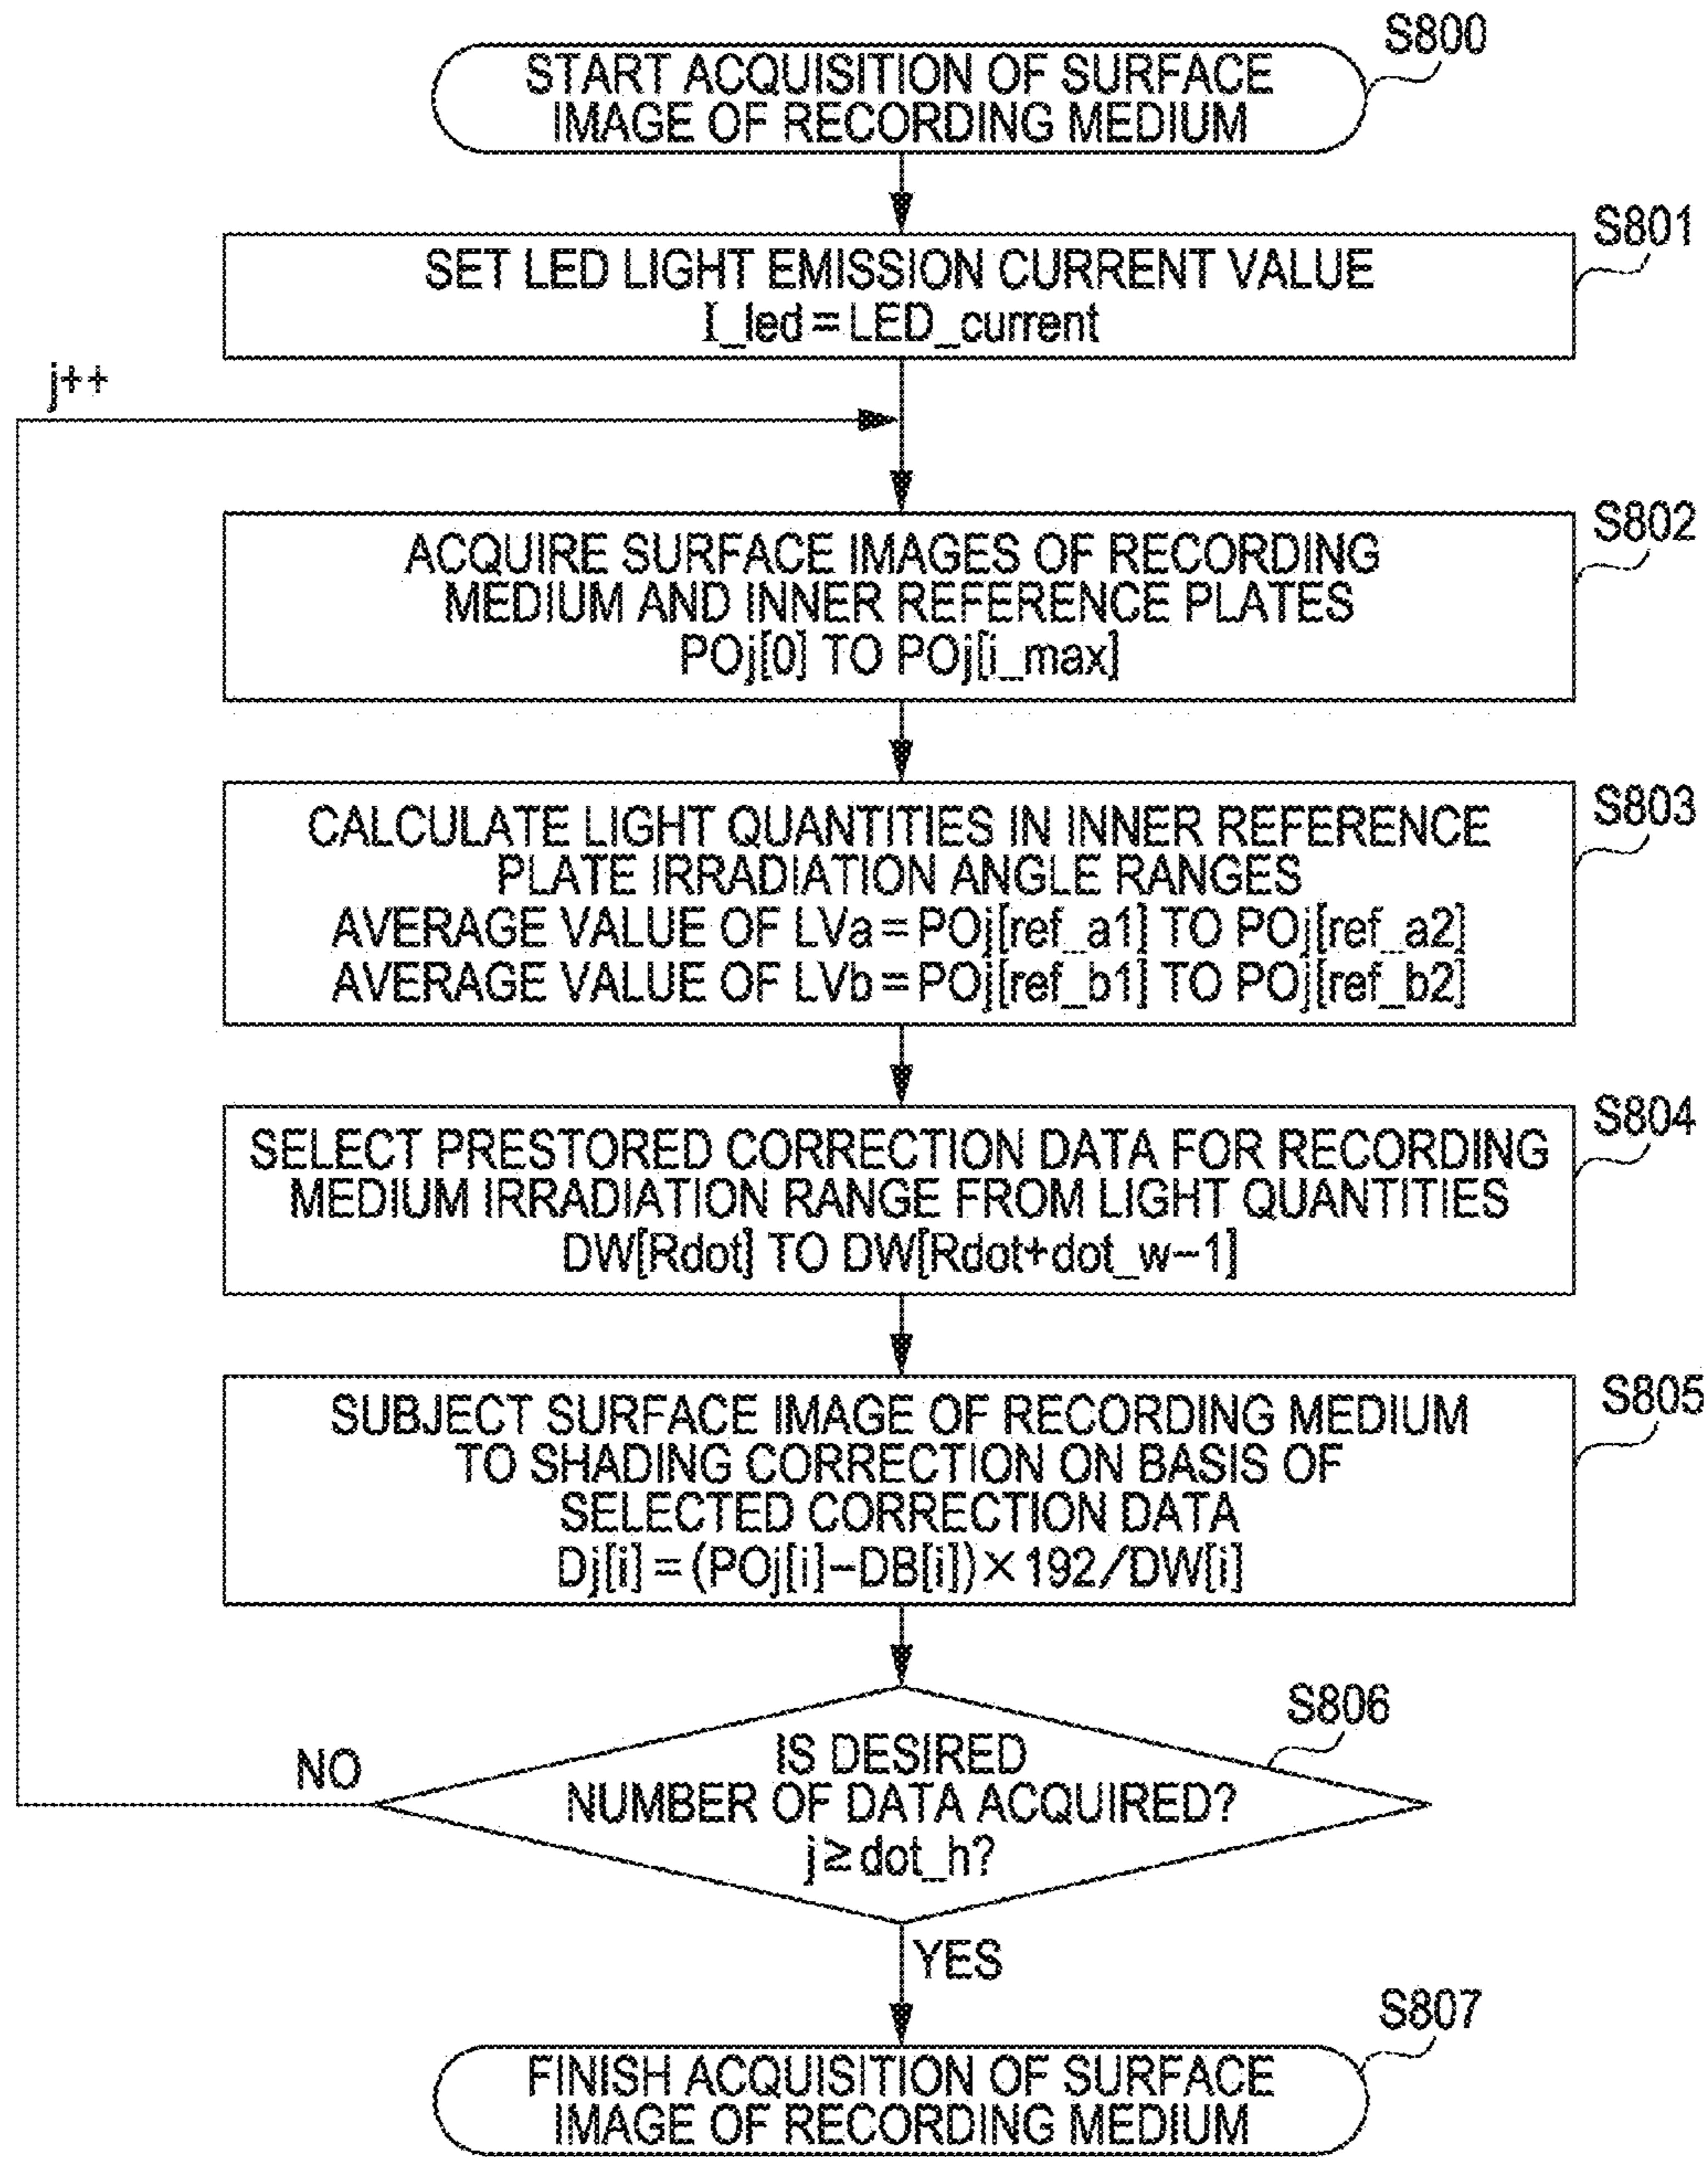 S800
START ACQUISITION OF SURFACE
IMAGE OF RECORDING MEDIUM
S801
SET LED LIGHT EMISSION CURRENT VALUE
I_led=LED_current
j++
S802
ACQUIRE SURFACE IMAGES OF RECORDING
MEDIUM AND INNER REFERENCE PLATES
POj[0] TO POj[i_max]
S803
CALCULATE LIGHT QUANTITIES IN INNER REFERENCE
PLATE IRRADIATION ANGLE RANGES
AVERAGE VALUE OF LVa=POj[ref_a1] TO POj[ref_a2]
AVERAGE VALUE OF LVb=POj[ref_b1] TO POj[ref_b2]
S804
SELECT PRESTORED CORRECTION DATA FOR RECORDING
MEDIUM IRRADIATION RANGE FROM LIGHT QUANTITIES
DW[Rdot] TO DW[Rdot+dot_w−1]
S805
SUBJECT SURFACE IMAGE OF RECORDING MEDIUM
TO SHADING CORRECTION ON BASIS OF
SELECTED CORRECTION DATA
Dj[i]=(POj[i]−DB[i])×192/DW[i]
S806
IS DESIRED
NUMBER OF DATA ACQUIRED?
j≥dot_h?
NO
YES
S807
FINISH ACQUISITION OF SURFACE
IMAGE OF RECORDING MEDIUM